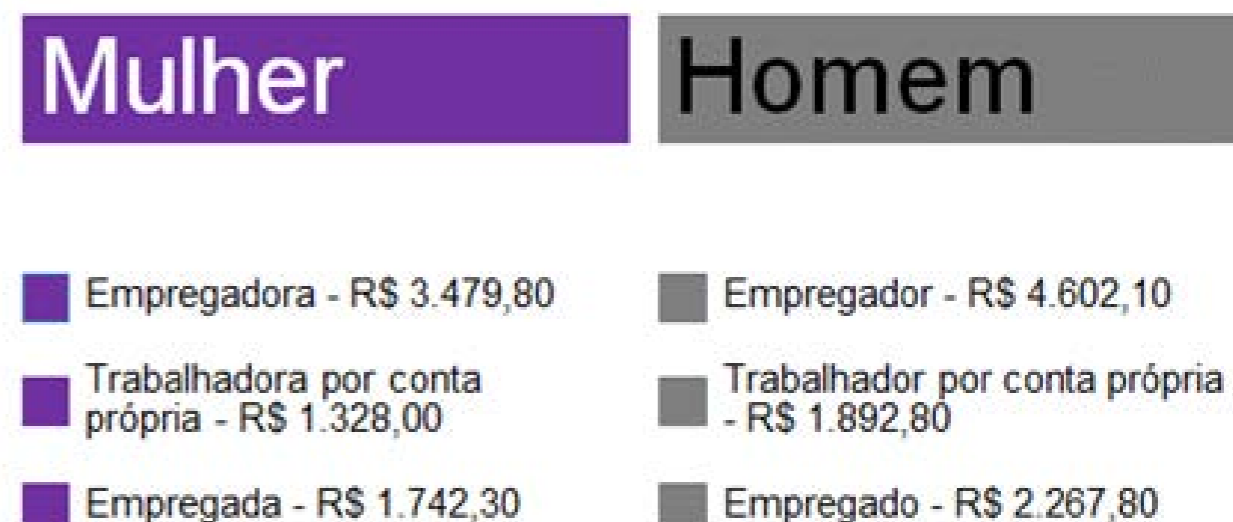 Mulher
Homem
Empregadora - R$ 3.479,80
Trabalhadora por conta
própria - R$ 1.328,00
Empregada - R$ 1.742,30
Empregador - R$ 4.602,10
Trabalhador por conta própria
- R$ 1.892,80
Empregado - R$ 2.267,80